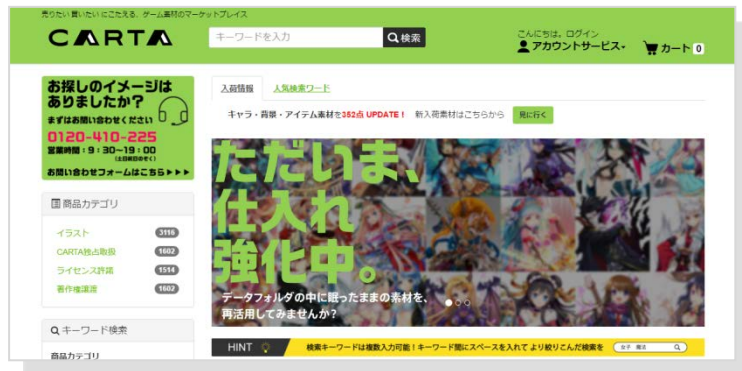 売りたい 買いたい にこたえる、ゲーム素材のマーケットプレイス
CARTA
キーワードを入力
検索
こんにちは。ログイン
アカウントサービス
カート 0
お探しのイメージは
ありましたか？
まずはお問い合わせください
0120-410-225
営業時間：9：30～19：00
(土日祝日のぞく)
お問い合わせフォームはこちら▶▶▶
入荷情報 人気検索ワード
キャラ・背景・アイテム素材を352点 UPDATE！ 新入荷素材はこちらから 見に行く
ただいま、
仕入れ
強化中。
データフォルダの中に眠ったままの素材を、
再活用してみませんか？
商品カテゴリ
イラスト 3116
CARTA独占取扱 1602
ライセンス許諾 1514
著作権譲渡 1602
キーワード検索
商品カテゴリ
HINT 検索キーワードは複数入力可能！キーワード間にスペースを入れて より絞りこんだ検索を 女子 魔法